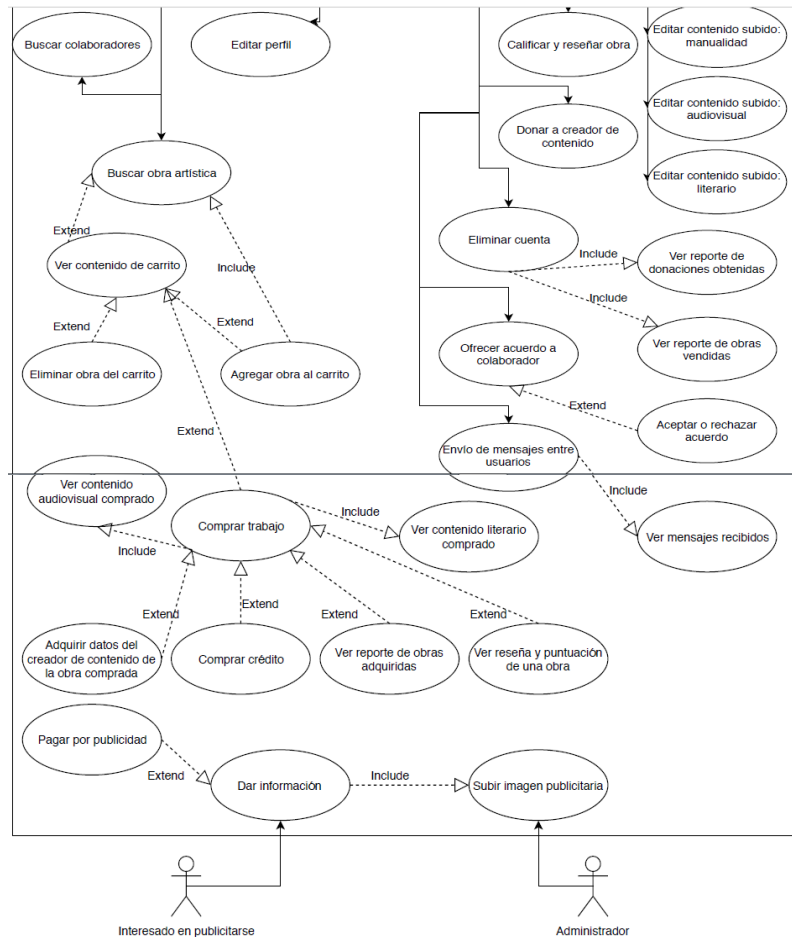 Buscar colaboradores
Editar perfil
Calificar y reseñar obra
Editar contenido subido:
manualidad
Editar contenido subido:
audiovisual
Donar a creador de
contenido
Editar contenido subido:
literario
Buscar obra artística
Extend
Include
Eliminar cuenta
Include
Ver reporte de
donaciones obtenidas
Ver contenido de carrito
Include
Extend
Extend
Ver reporte de obras
vendidas
Eliminar obra del carrito
Agregar obra al carrito
Ofrecer acuerdo a
colaborador
Extend
Aceptar o rechazar
acuerdo
Extend
Envío de mensajes entre
usuarios
Ver contenido
audiovisual comprado
Include
Comprar trabajo
Include
Ver contenido literario
comprado
Ver mensajes recibidos
Include
Extend
Extend
Extend
Extend
Adquirir datos del
creador de contenido de
la obra comprada
Comprar crédito
Ver reporte de obras
adquiridas
Ver reseña y puntuación
de una obra
Pagar por publicidad
Extend
Dar información
Include
Subir imagen publicitaria
Interesado en publicitarse
Administrador